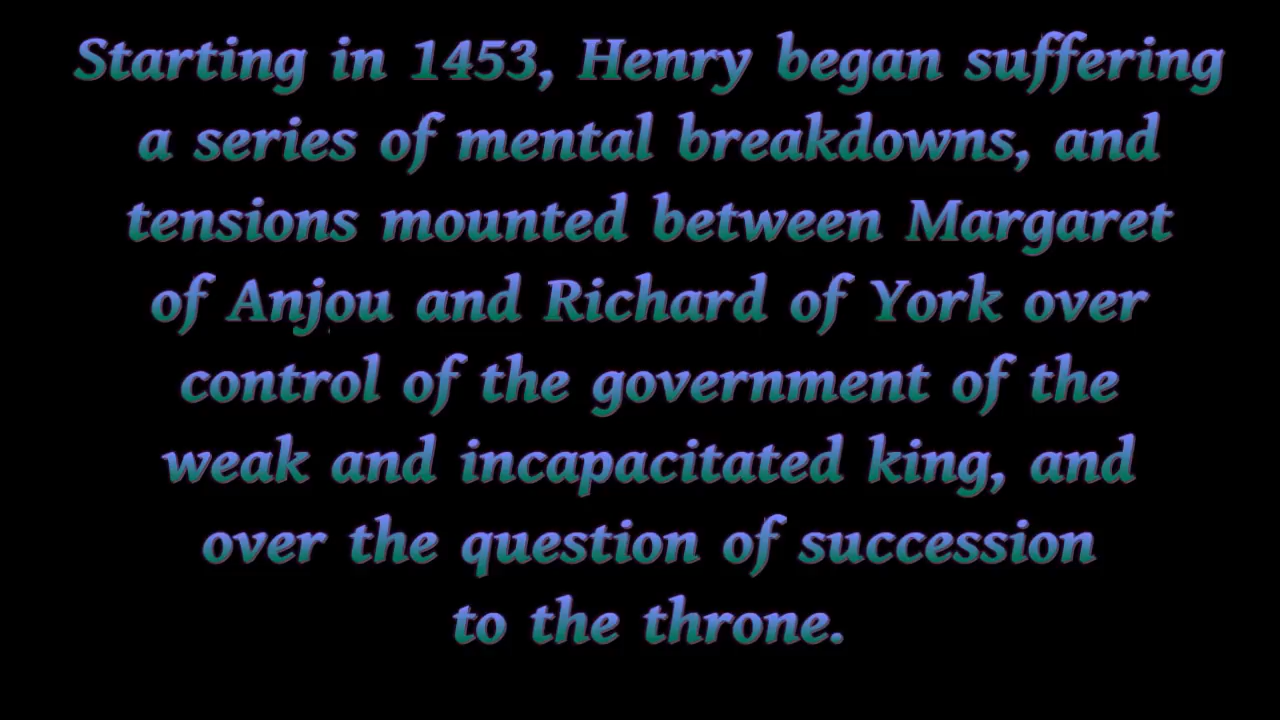 Starting in 1453, Henry began suffering
a series of mental breakdowns, and
tensions mounted between Margaret
of Anjou and Richard of York over
control of the government of the
weak and incapacitated king, and
over the question of succession
to the throne.